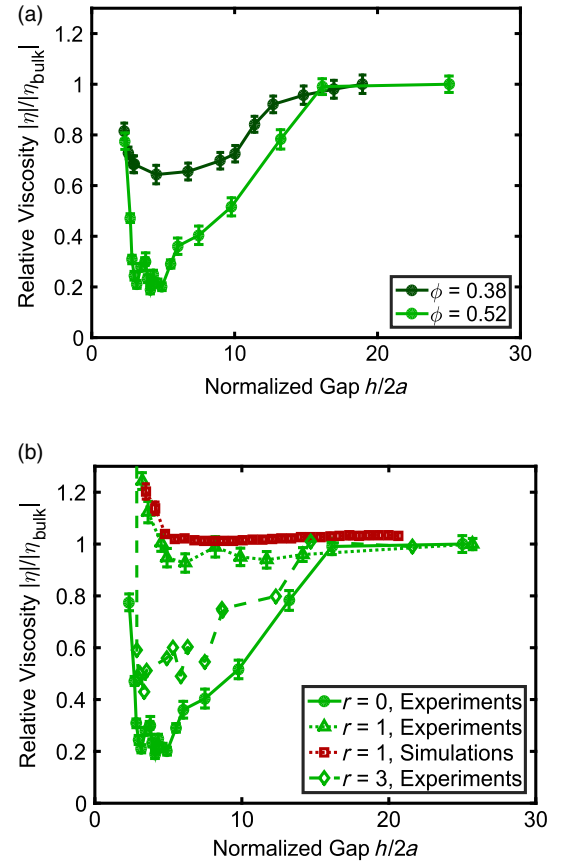 (a)
Relative Viscosity |η|/|η_bulk|
1.2
1
0.8
0.6
0.4
0.2
0
0 10 20 30
Normalized Gap h/2a
ϕ = 0.38
ϕ = 0.52
(b)
Relative Viscosity |η|/|η_bulk|
1.2
1
0.8
0.6
0.4
0.2
0
0 10 20 30
Normalized Gap h/2a
r = 0, Experiments
r = 1, Experiments
r = 1, Simulations
r = 3, Experiments